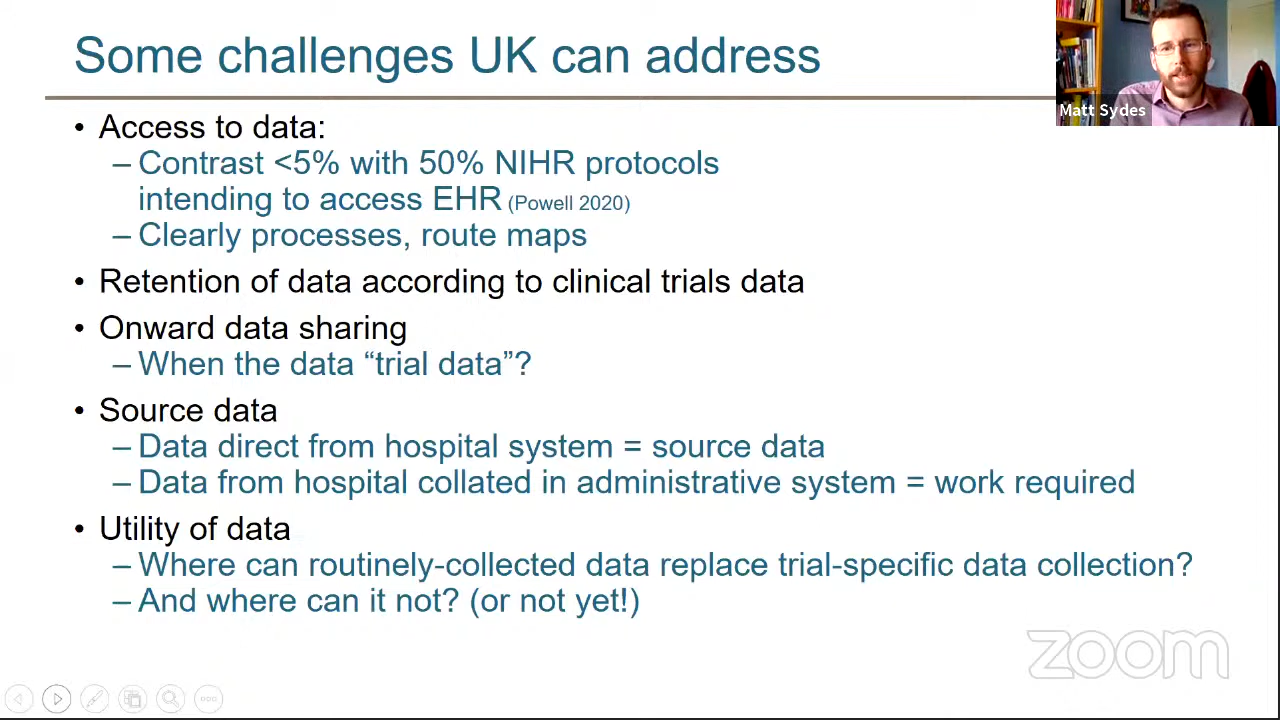 Some challenges UK can address
Matt Sydes
• Access to data:
– Contrast <5% with 50% NIHR protocols
intending to access EHR (Powell 2020)
– Clearly processes, route maps
• Retention of data according to clinical trials data
• Onward data sharing
– When the data “trial data”?
• Source data
– Data direct from hospital system = source data
– Data from hospital collated in administrative system = work required
• Utility of data
– Where can routinely-collected data replace trial-specific data collection?
– And where can it not? (or not yet!)
zoom